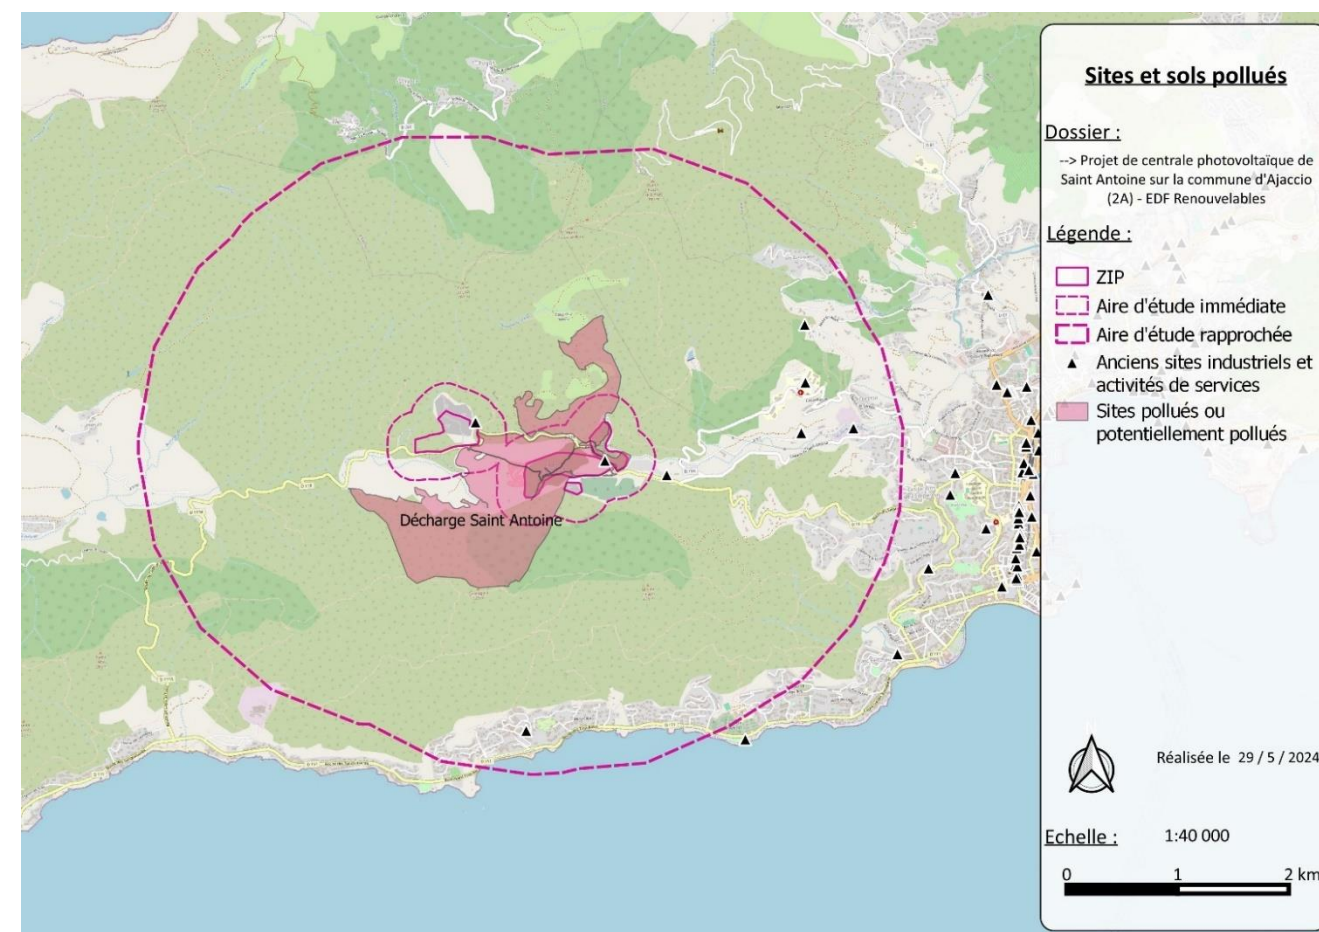 Sites et sols pollués
Dossier :
--> Projet de centrale photovoltaïque de
Saint Antoine sur la commune d'Ajaccio
(2A) - EDF Renouvelables
Légende :
ZIP
Aire d'étude immédiate
Aire d'étude rapprochée
Anciens sites industriels et
activités de services
Sites pollués ou
potentiellement pollués
Décharge Saint Antoine
Réalisée le 29 / 5 / 2024
Echelle :
1:40 000
0 1 2 km